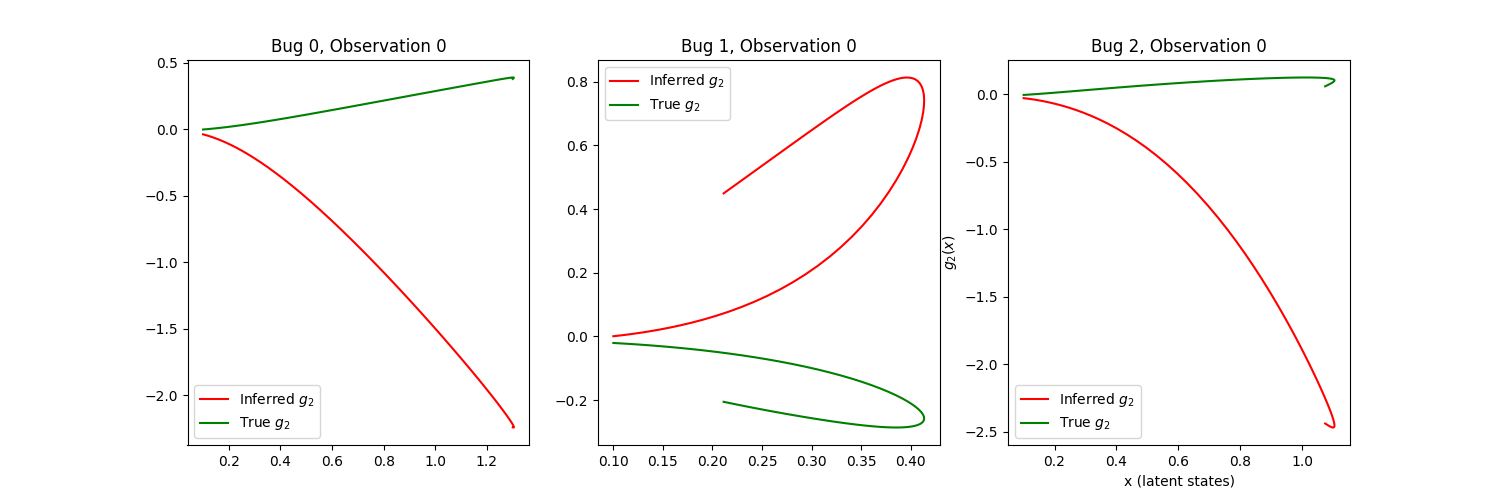 Bug 0, Observation 0
0.5
0.0
−0.5
−1.0
−1.5
−2.0
Inferred g₂
True g₂
0.2 0.4 0.6 0.8 1.0 1.2
Bug 1, Observation 0
Inferred g₂
True g₂
0.8
0.6
0.4
0.2
0.0
−0.2
0.10 0.15 0.20 0.25 0.30 0.35 0.40
Bug 2, Observation 0
g₂(x)
0.0
−0.5
−1.0
−1.5
−2.0
−2.5
Inferred g₂
True g₂
0.2 0.4 0.6 0.8 1.0
x (latent states)